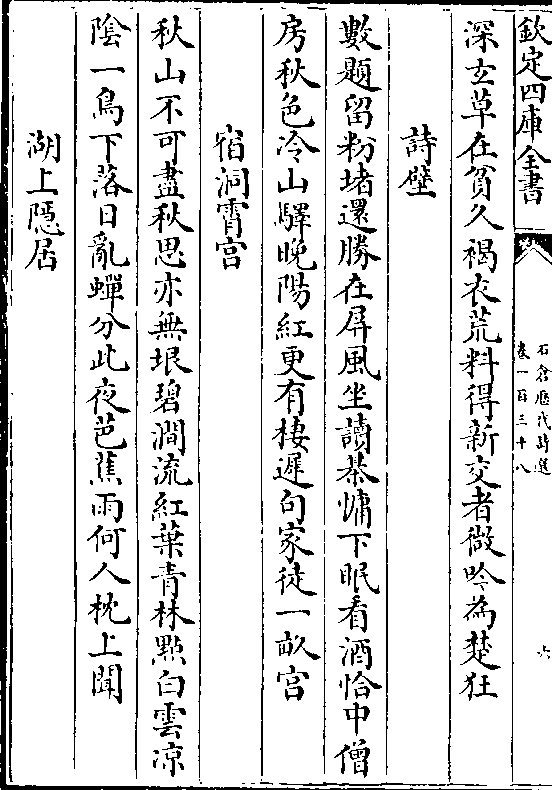 欽定四庫全書
石倉歷代詩選
卷一百三十八
六
深玄草在貧久褐衣荒料得新交者微吟為楚狂
詩壁
數題留粉堵還勝在屏風坐讀棊慵下眠看酒恰中僧
房秋色冷山驛晚陽紅更有棲遲句家徒一畝宮
宿洞霄宮
秋山不可盡秋思亦無垠碧澗流紅葉青林點白雲凉
陰一鳥下落日亂蟬分此夜芭蕉雨何人枕上聞
湖上隱居